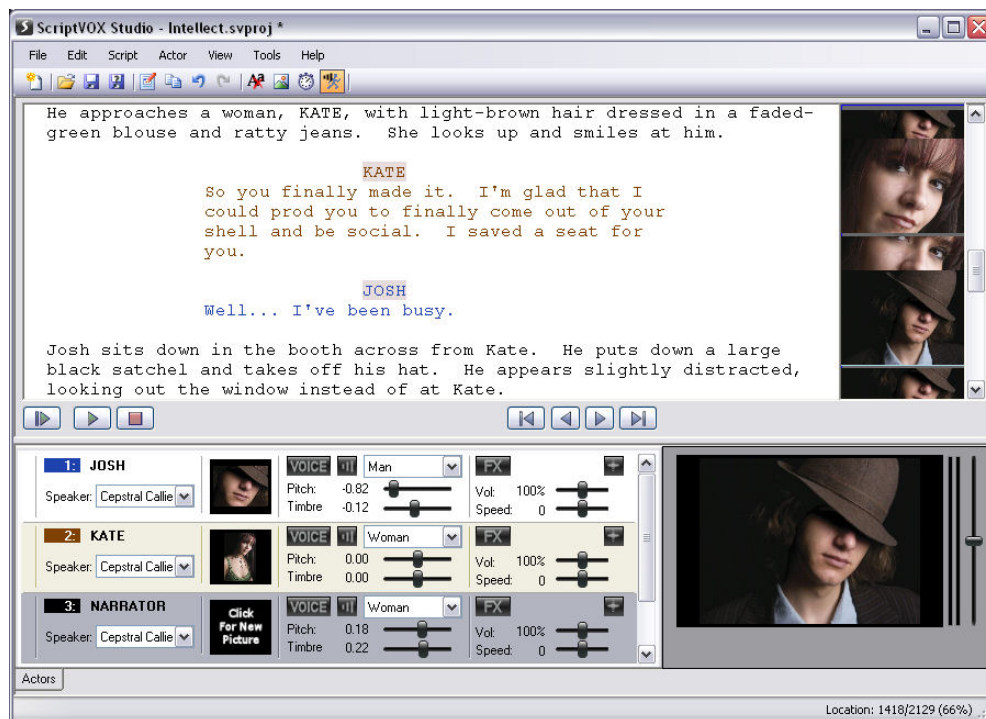 ScriptVOX Studio - Intellect.svproj *
File Edit Script Actor View Tools Help
He approaches a woman, KATE, with light-brown hair dressed in a faded-
green blouse and ratty jeans.  She looks up and smiles at him.
KATE
So you finally made it.  I'm glad that I
could prod you to finally come out of your
shell and be social.  I saved a seat for
you.
JOSH
Well... I've been busy.
Josh sits down in the booth across from Kate.  He puts down a large
black satchel and takes off his hat.  He appears slightly distracted,
looking out the window instead of at Kate.
1: JOSH
Speaker: Cepstral Callie
VOICE Man
Pitch: -0.82
Timbre -0.12
FX
Vol: 100%
Speed: 0
2: KATE
Speaker: Cepstral Callie
VOICE Woman
Pitch: 0.00
Timbre 0.00
FX
Vol: 100%
Speed: 0
3: NARRATOR
Speaker: Cepstral Callie
Click
For New
Picture
VOICE Woman
Pitch: 0.18
Timbre 0.22
FX
Vol: 100%
Speed: 0
Actors
Location: 1418/2129 (66%)